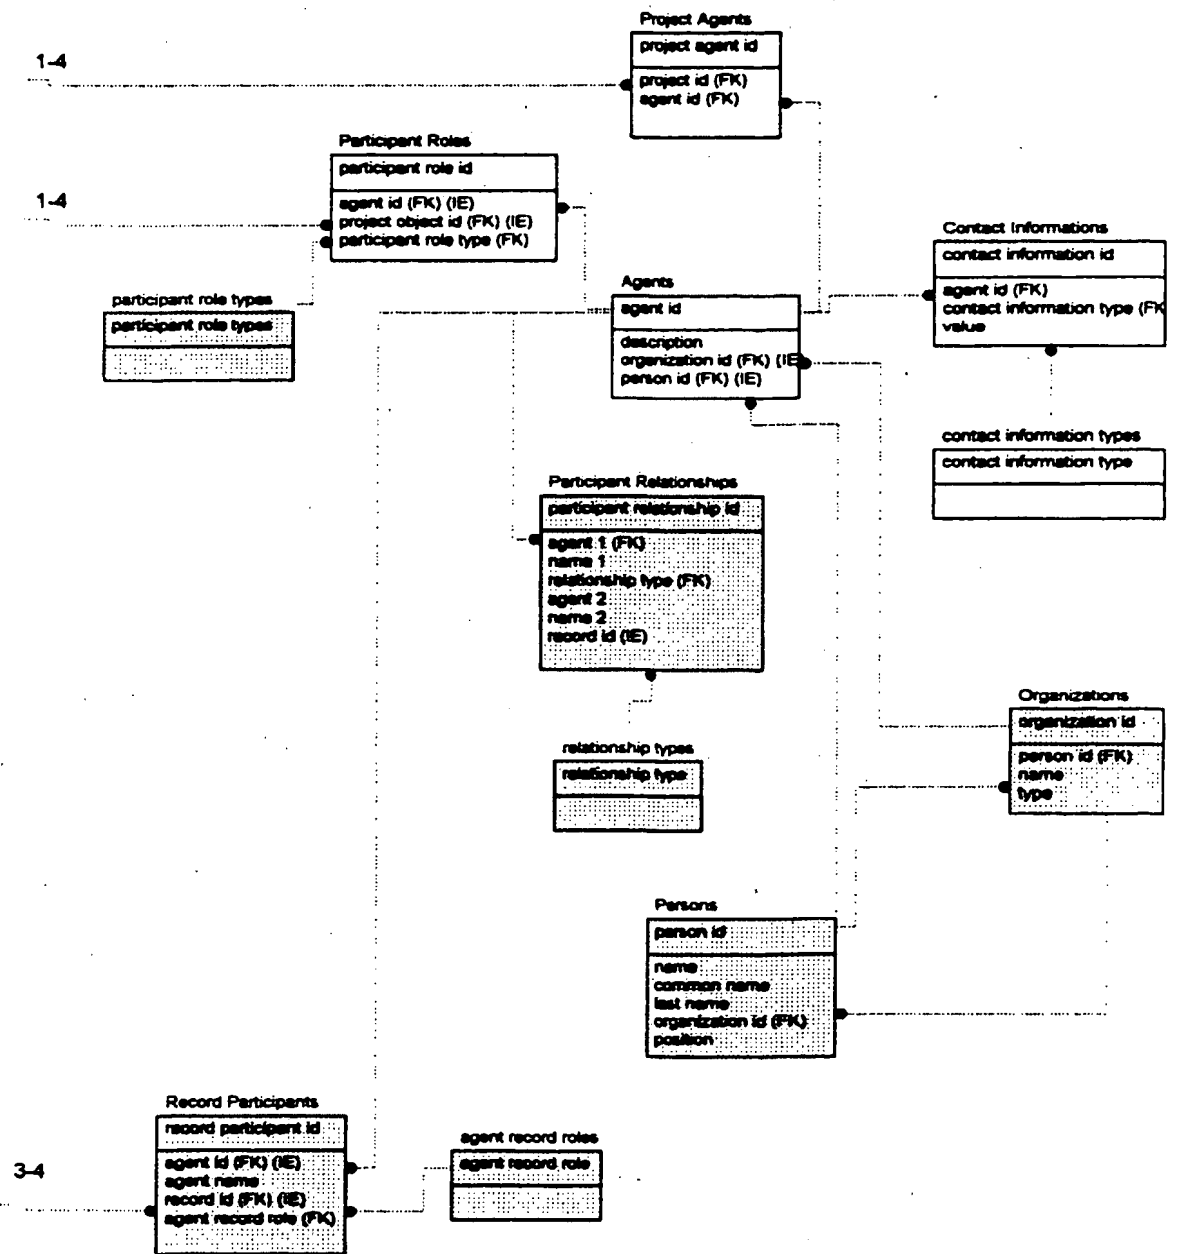 Project Agents
project agent id
project id (FK)
agent id (FK)
1-4
Participant Roles
participant role id
agent id (FK) (IE)
project object id (FK) (IE)
participant role type (FK)
1-4
participant role types
participant role types
Agents
agent id
description
organization id (FK) (IE
person id (FK) (IE)
Contact Informations
contact information id
agent id (FK)
contact information type (FK
value
contact information types
contact information type
Participant Relationships
participant relationship id
agent 1 (FK)
name 1
relationship type (FK)
agent 2
name 2
record id (IE)
relationship types
relationship type
Organizations
organization id
person id (FK)
name
type
Persons
person id
name
common name
last name
organization id (FK)
position
Record Participants
record participant id
agent id (FK) (IE)
agent name
record id (FK) (IE)
agent record role (FK)
3-4
agent record roles
agent record role